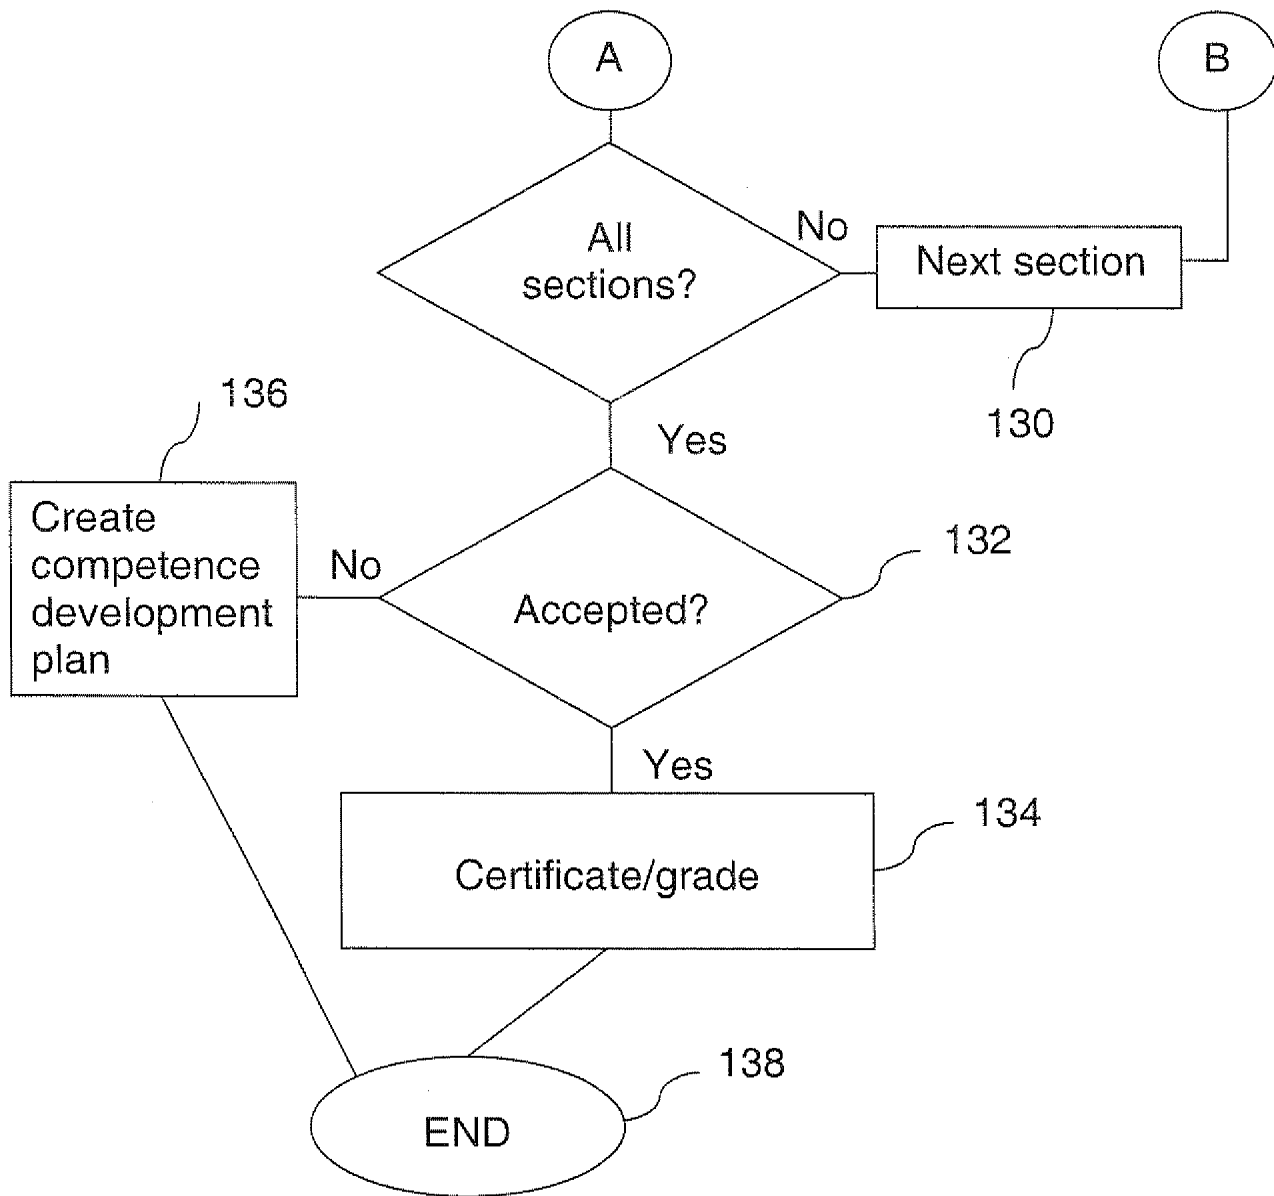 A
B
All
sections?
No
Next section
130
Yes
136
Create
competence
development
plan
No
Accepted?
132
Yes
Certificate/grade
134
END
138